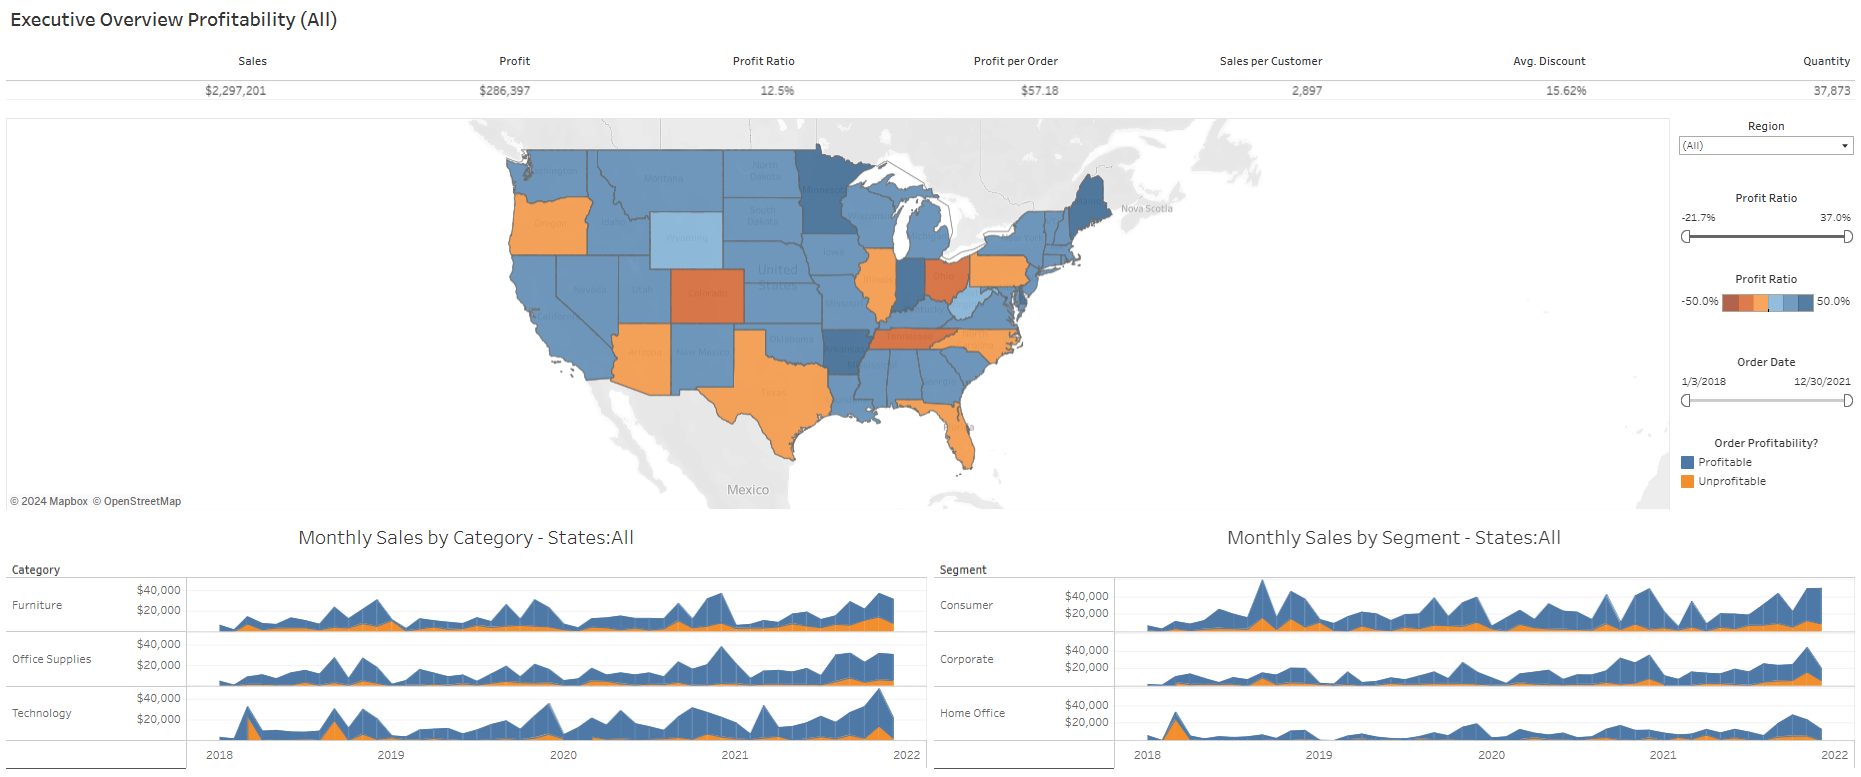 Executive Overview Profitability (All)
Sales Profit Profit Ratio Profit per Order Sales per Customer Avg. Discount Quantity
$2,297,201 $286,397 12.5% $57.18 2,897 15.62% 37,873
Region
(All)
Profit Ratio
-21.7% 37.0%
Profit Ratio
-50.0% 50.0%
Order Date
1/3/2018 12/30/2021
Order Profitability?
Profitable
Unprofitable
Washington
Montana
North
Dakota
Minnesota
Maine
Nova Scotia
Oregon
Idaho
South
Dakota
Wisconsin
Michigan
New York
Wyoming
Iowa
Nevada
Utah
Colorado
United
States
Illinois
Ohio
California
Missouri
Kentucky
Arizona
New Mexico
Oklahoma
Arkansas
Tennessee
North
Mississippi
Georgia
Texas
Florida
Mexico
© 2024 Mapbox © OpenStreetMap
Monthly Sales by Category - States:All
Category
Furniture
$40,000
$20,000
Office Supplies
$40,000
$20,000
Technology
$40,000
$20,000
2018 2019 2020 2021 2022
Monthly Sales by Segment - States:All
Segment
Consumer
$40,000
$20,000
Corporate
$40,000
$20,000
Home Office
$40,000
$20,000
2018 2019 2020 2021 2022